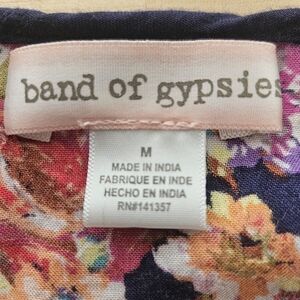 band of gypsies
M
MADE IN INDIA
FABRIQUE EN INDE
HECHO EN INDIA
RN#141357